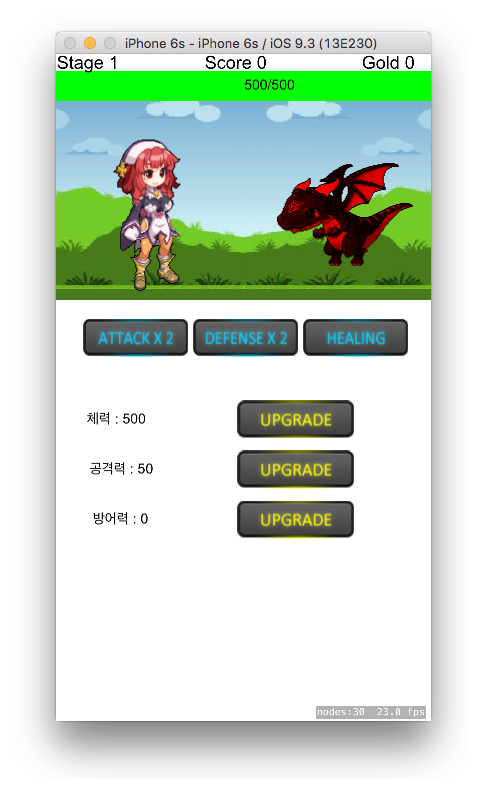 iPhone 6s - iPhone 6s / iOS 9.3 (13E230)
Stage 1 Score 0 Gold 0
500/500
ATTACK X 2 DEFENSE X 2 HEALING
체력 : 500 UPGRADE
공격력 : 50 UPGRADE
방어력 : 0 UPGRADE
nodes:30 23.0 fps